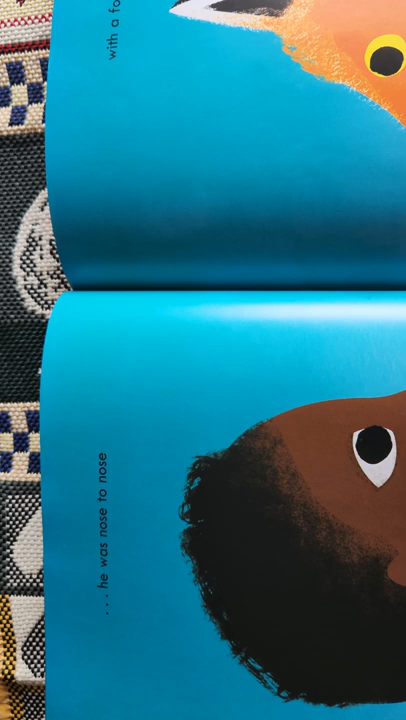 . . . he was nose to nose
with a fo